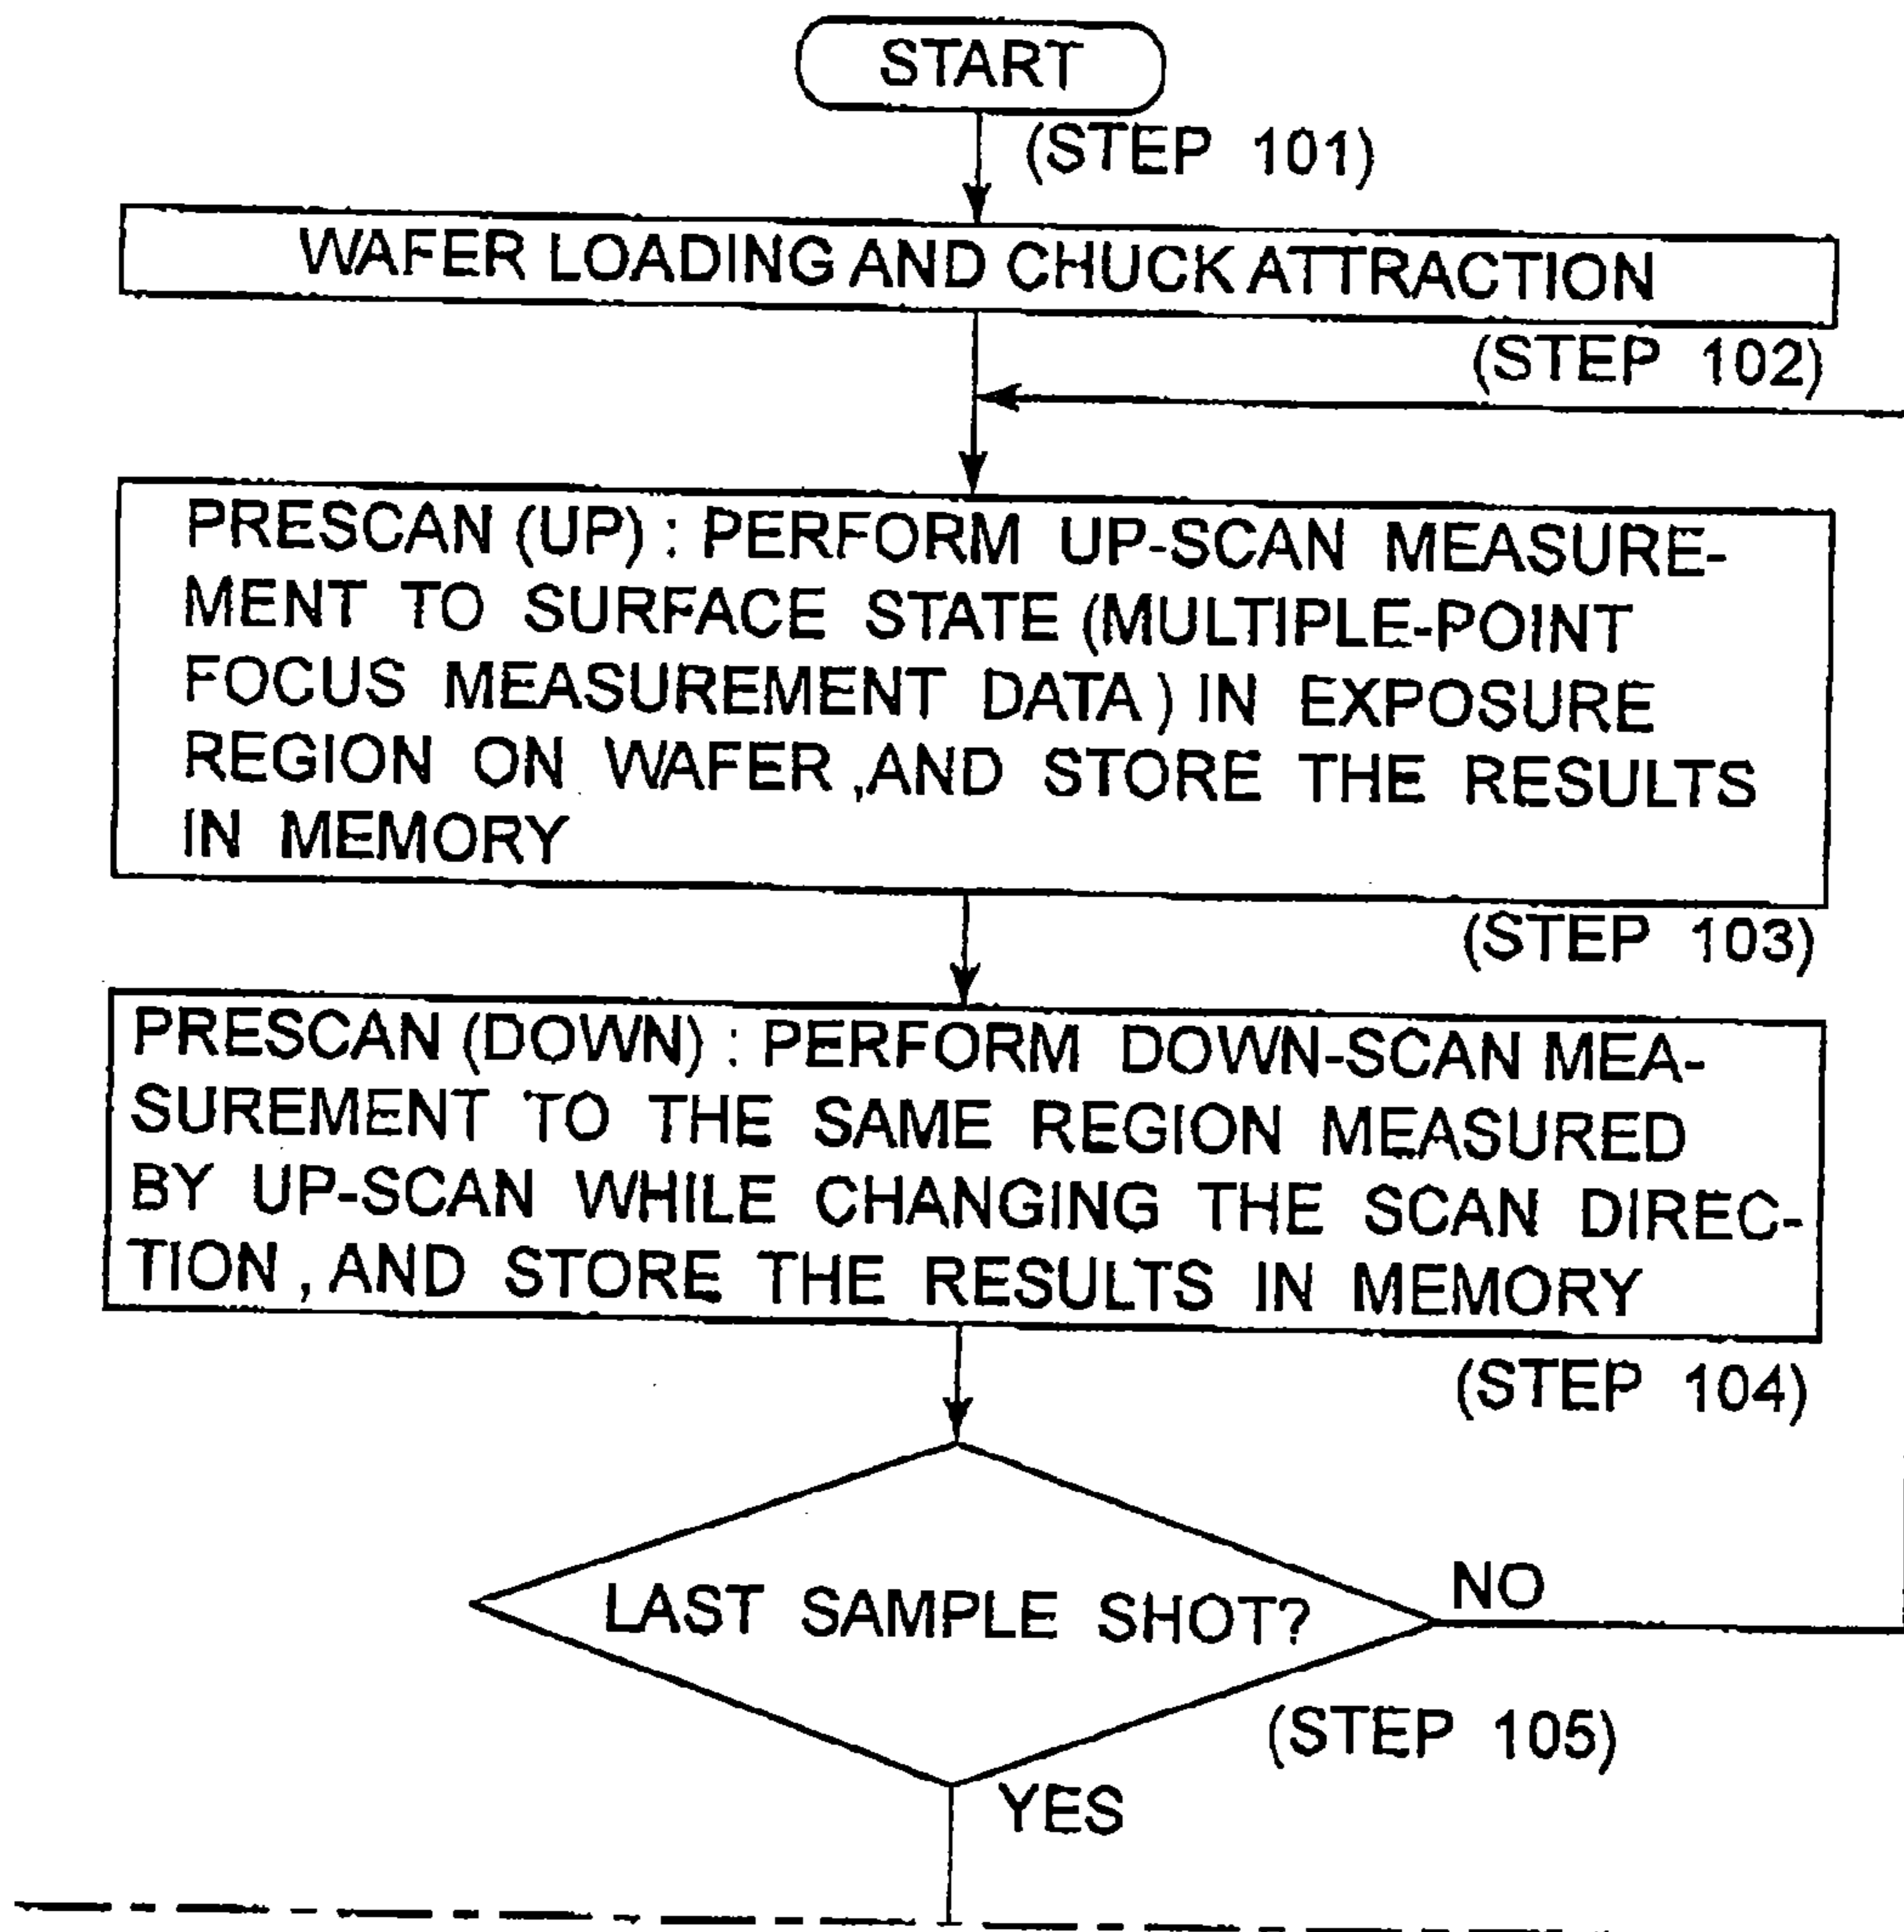 START
(STEP 101)
WAFER LOADING AND CHUCK ATTRACTION
(STEP 102)
PRESCAN (UP) : PERFORM UP-SCAN MEASURE-
MENT TO SURFACE STATE (MULTIPLE-POINT
FOCUS MEASUREMENT DATA) IN EXPOSURE
REGION ON WAFER, AND STORE THE RESULTS
IN MEMORY
(STEP 103)
PRESCAN (DOWN) : PERFORM DOWN-SCAN MEA-
SUREMENT TO THE SAME REGION MEASURED
BY UP-SCAN WHILE CHANGING THE SCAN DIREC-
TION, AND STORE THE RESULTS IN MEMORY
(STEP 104)
LAST SAMPLE SHOT?
NO
(STEP 105)
YES